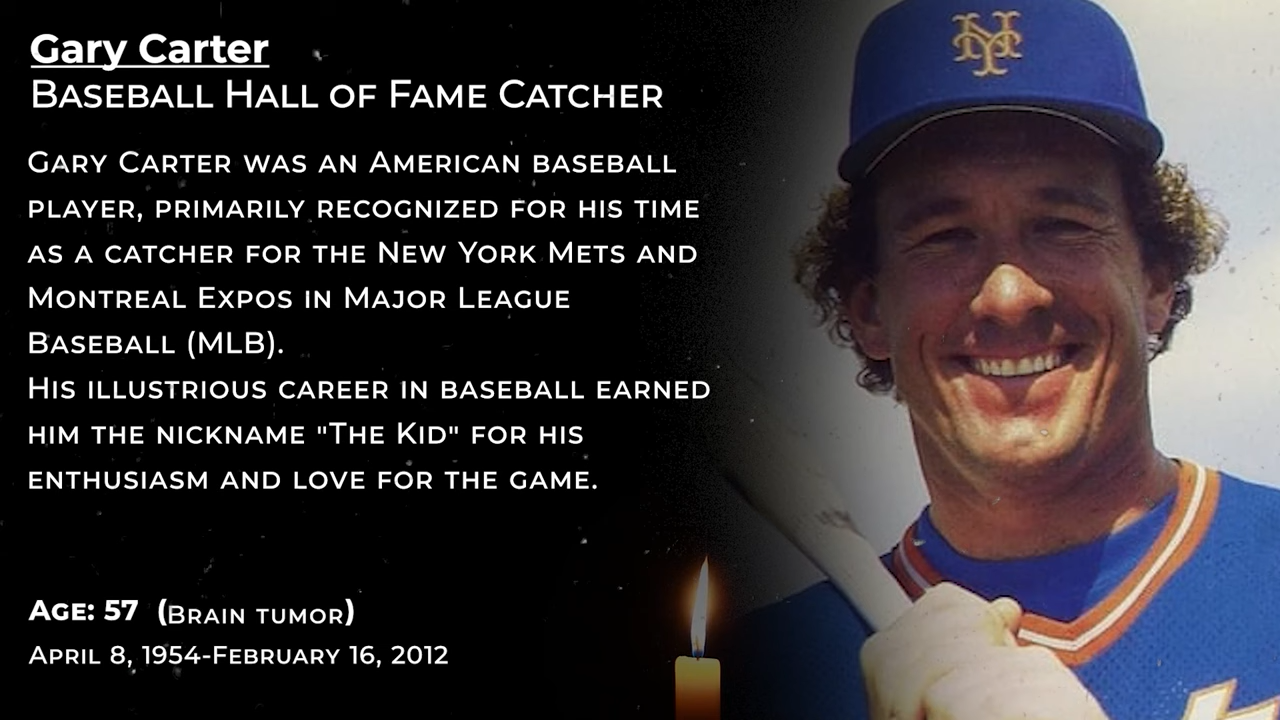 Gary Carter
Baseball Hall of Fame Catcher
Gary Carter was an American baseball
player, primarily recognized for his time
as a catcher for the New York Mets and
Montreal Expos in Major League
Baseball (MLB).
His illustrious career in baseball earned
him the nickname "The Kid" for his
enthusiasm and love for the game.
Age: 57 (Brain tumor)
April 8, 1954-February 16, 2012
NY